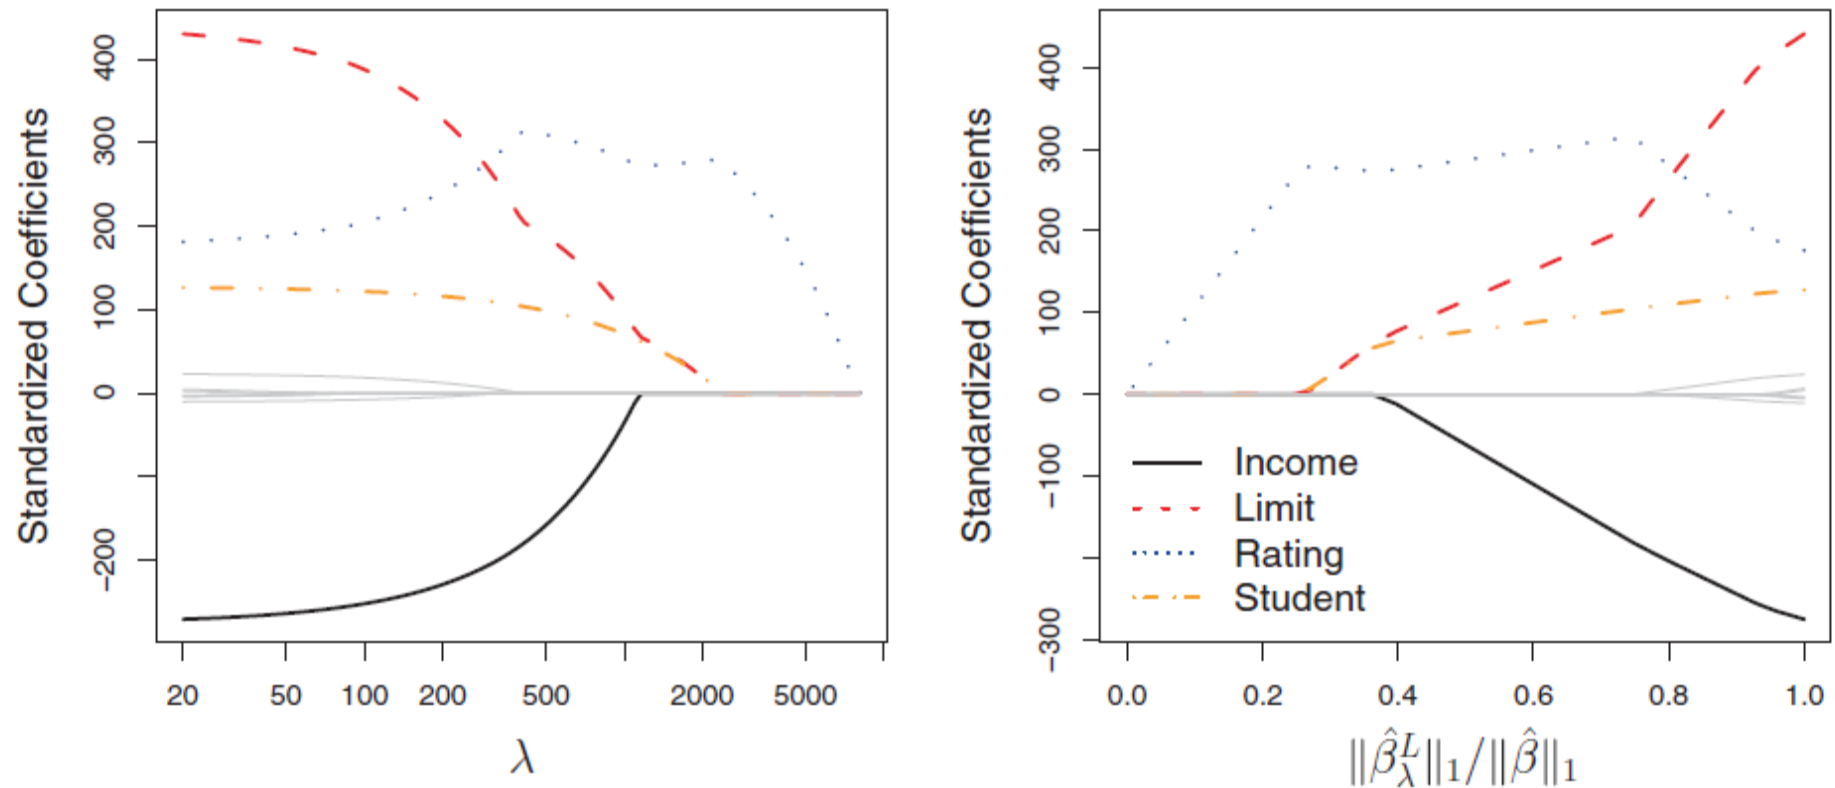 Standardized Coefficients
400
300
200
100
0
−200
20 50 100 200 500 2000 5000
λ
Standardized Coefficients
400
300
200
100
0
−100
−300
Income
Limit
Rating
Student
0.0 0.2 0.4 0.6 0.8 1.0
‖β̂λᴸ‖₁/‖β̂‖₁